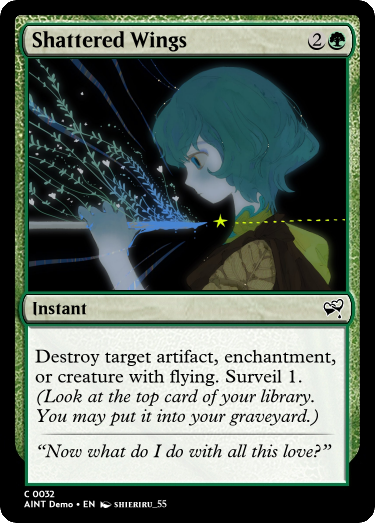 Shattered Wings 2
Instant
Destroy target artifact, enchantment,
or creature with flying. Surveil 1.
(Look at the top card of your library.
You may put it into your graveyard.)
“Now what do I do with all this love?”
C 0032
AINT Demo • EN SHIERIRU_55